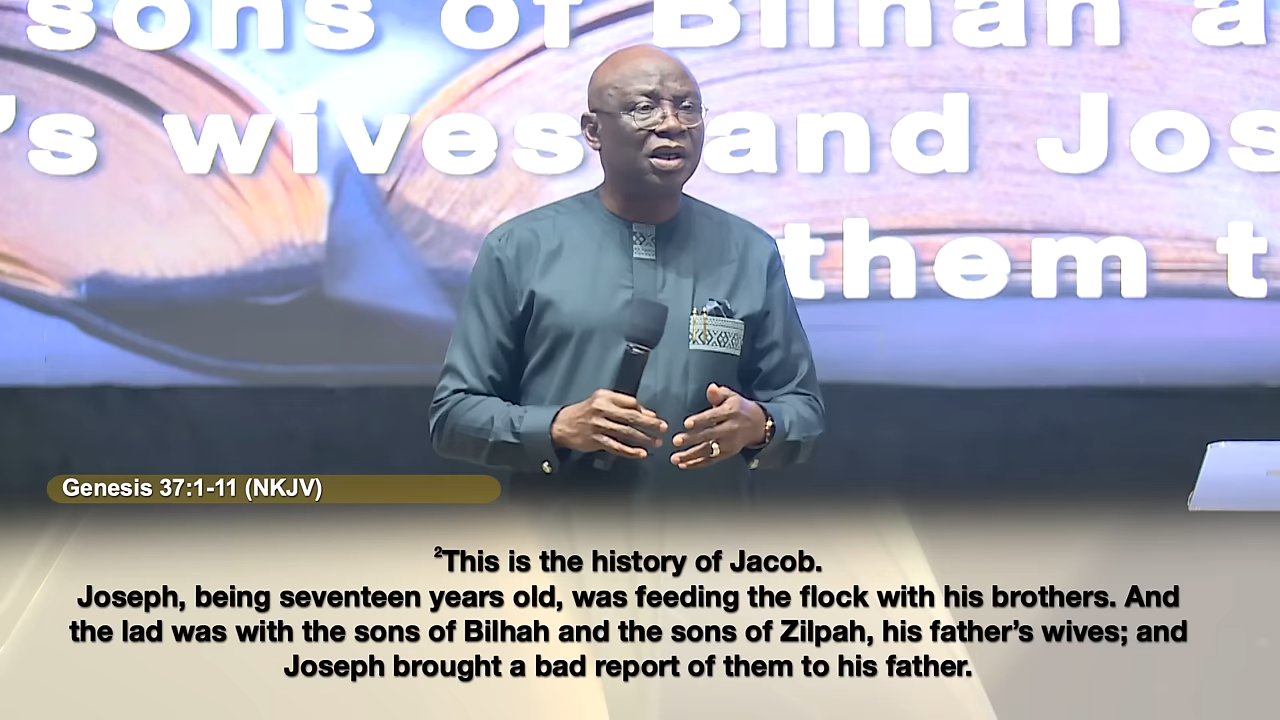 sons of Bilhah a
's wives and Jos
them t
Genesis 37:1-11 (NKJV)
²This is the history of Jacob.
Joseph, being seventeen years old, was feeding the flock with his brothers. And
the lad was with the sons of Bilhah and the sons of Zilpah, his father’s wives; and
Joseph brought a bad report of them to his father.